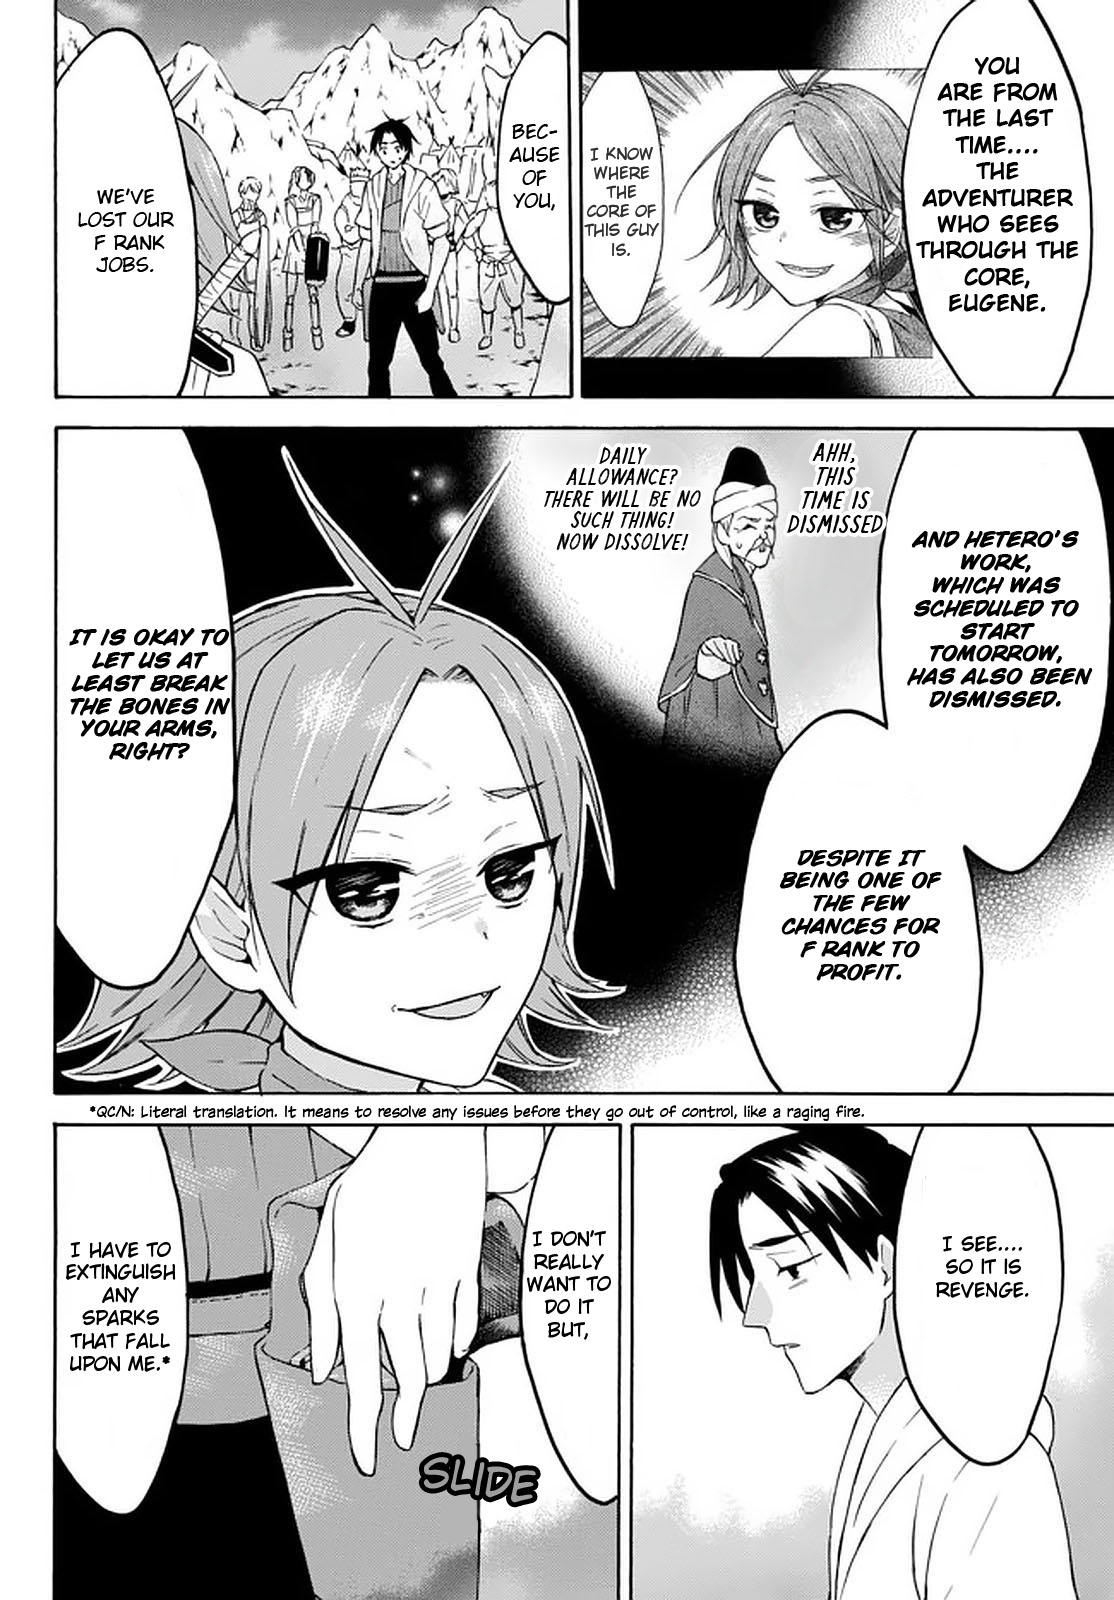 YOU
ARE FROM
THE LAST
TIME....
THE
ADVENTURER
WHO SEES
THROUGH THE
CORE,
EUGENE.
I KNOW
WHERE
THE
CORE OF
THIS GUY
IS.
BEC-
AUSE
OF
YOU,
WE'VE
LOST OUR
F RANK
JOBS.
AND HETERO'S
WORK,
WHICH WAS
SCHEDULED TO
START
TOMORROW,
HAS ALSO BEEN
DISMISSED.
AHH,
THIS
TIME IS
DISMISSED
DAILY
ALLOWANCE?
THERE WILL BE NO
SUCH THING!
NOW DISSOLVE!
DESPITE IT
BEING ONE OF
THE FEW
CHANCES FOR
F RANK TO
PROFIT.
IT IS OKAY TO
LET US AT
LEAST BREAK
THE BONES IN
YOUR ARMS,
RIGHT?
*QC/N: Literal translation. It means to resolve any issues before they go out of control, like a raging fire.
I SEE....
SO IT IS
REVENGE.
I DON'T
REALLY
WANT TO
DO IT
BUT,
I HAVE TO
EXTINGUISH
ANY
SPARKS
THAT FALL
UPON ME.*
SLIDE